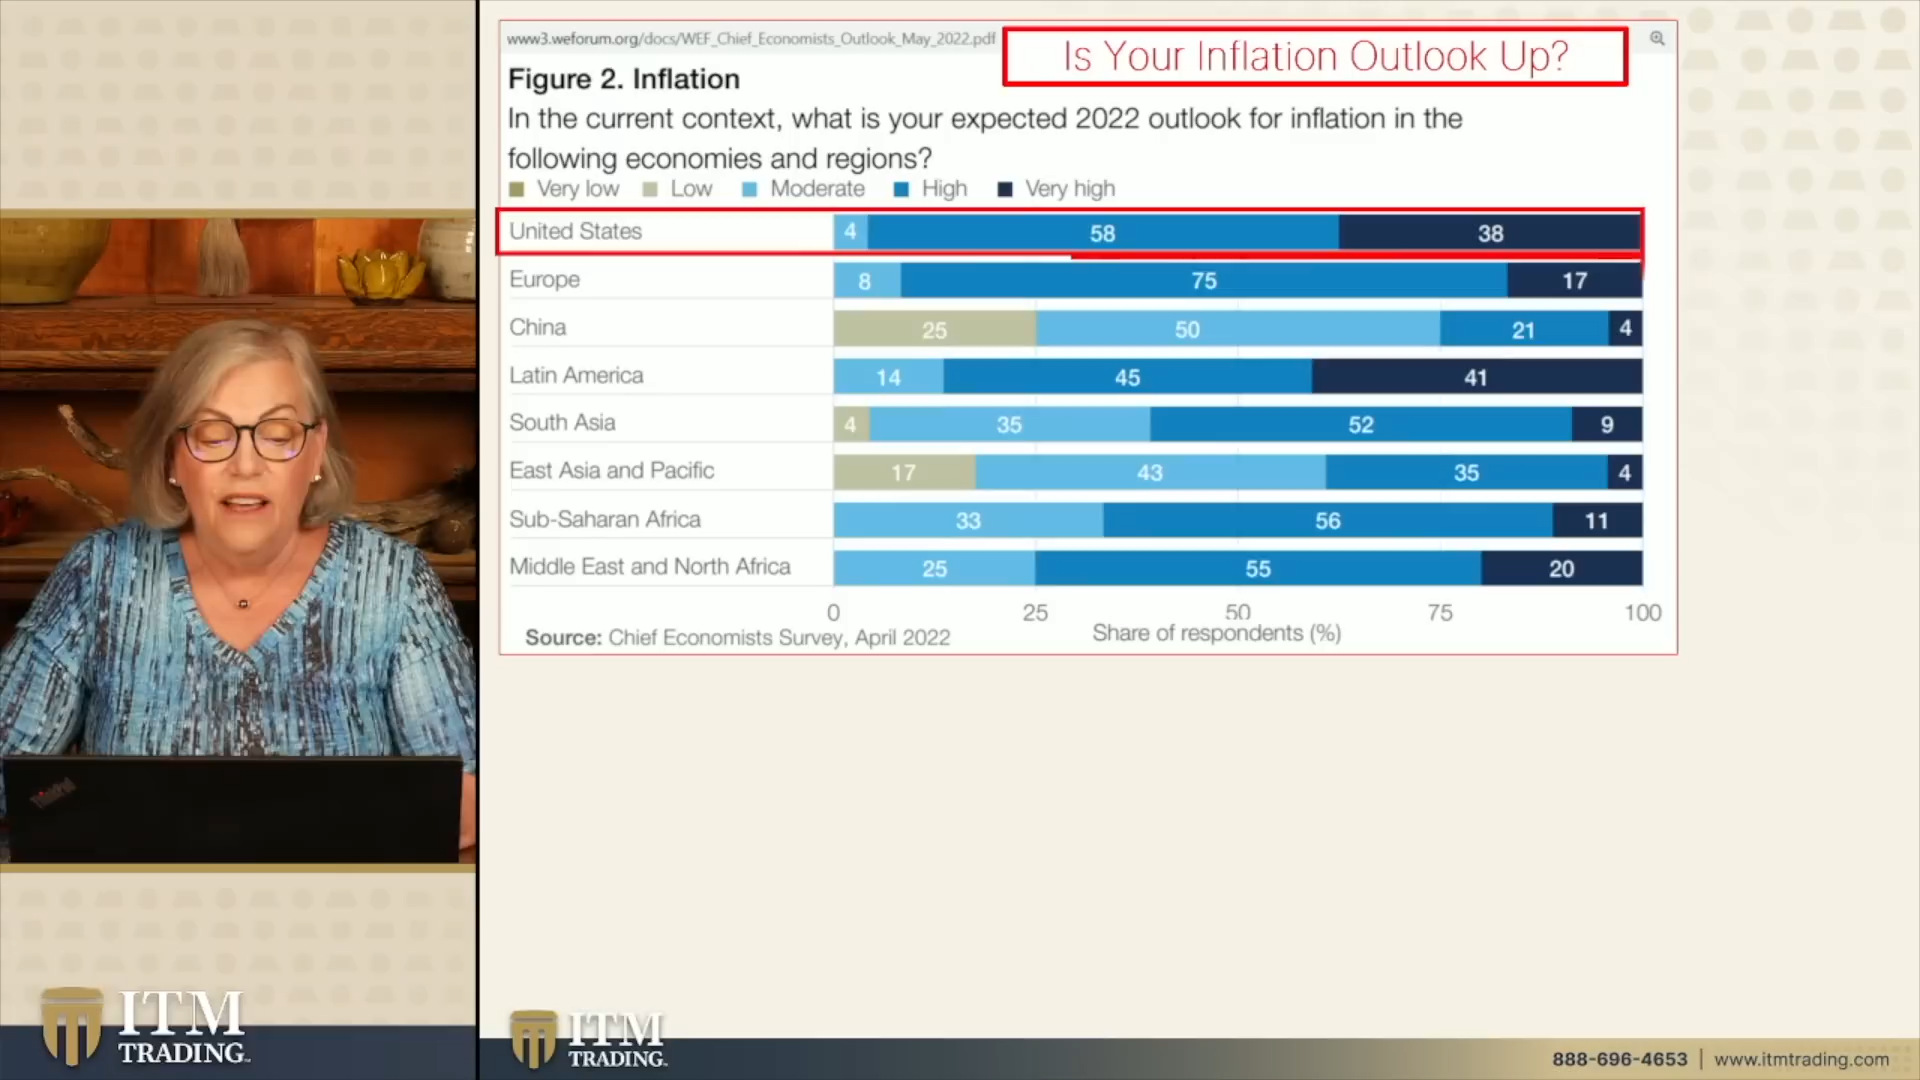 www3.weforum.org/docs/WEF_Chief_Economists_Outlook_May_2022.pdf
Is Your Inflation Outlook Up?
Figure 2. Inflation
In the current context, what is your expected 2022 outlook for inflation in the
following economies and regions?
Very low Low Moderate High Very high
United States 4 58 38
Europe 8 75 17
China 25 50 21 4
Latin America 14 45 41
South Asia 4 35 52 9
East Asia and Pacific 17 43 35 4
Sub-Saharan Africa 33 56 11
Middle East and North Africa 25 55 20
0 25 50 75 100
Share of respondents (%)
Source: Chief Economists Survey, April 2022
ThinkPad
ITM
TRADING
ITM
TRADING
888-696-4653 | www.itmtrading.com